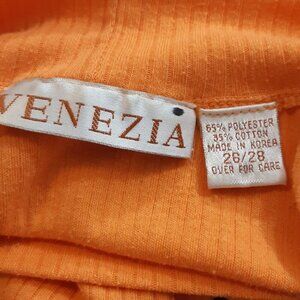 VENEZIA
65% POLYESTER
35% COTTON
MADE IN KOREA
26/28
OVER FOR CARE